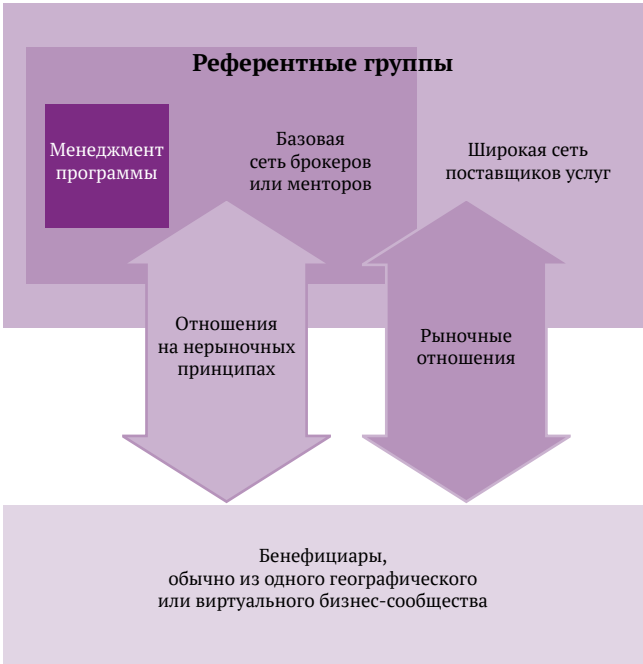 Референтные группы
Менеджмент
программы
Базовая
сеть брокеров
или менторов
Широкая сеть
поставщиков услуг
Отношения
на нерыночных
принципах
Рыночные
отношения
Бенефициары,
обычно из одного географического
или виртуального бизнес-сообщества